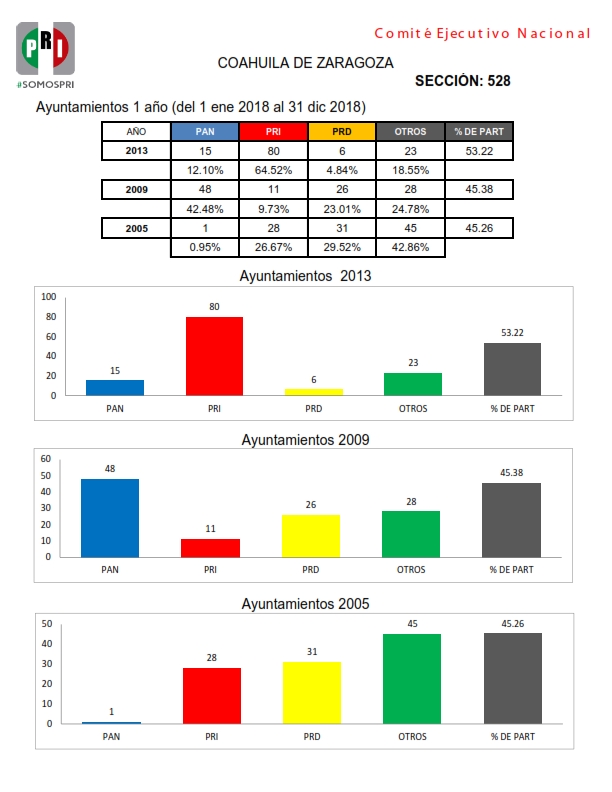 Comité Ejecutivo Nacional
PRI
#SOMOSPRI
COAHUILA DE ZARAGOZA
SECCIÓN: 528
Ayuntamientos 1 año (del 1 ene 2018 al 31 dic 2018)
AÑO PAN PRI PRD OTROS % DE PART
2013 15 80 6 23 53.22
12.10% 64.52% 4.84% 18.55%
2009 48 11 26 28 45.38
42.48% 9.73% 23.01% 24.78%
2005 1 28 31 45 45.26
0.95% 26.67% 29.52% 42.86%
Ayuntamientos 2013
100
80
60
40
20
0
15 80 6 23 53.22
PAN PRI PRD OTROS % DE PART
Ayuntamientos 2009
60
50
40
30
20
10
0
48 11 26 28 45.38
PAN PRI PRD OTROS % DE PART
Ayuntamientos 2005
50
40
30
20
10
0
1 28 31 45 45.26
PAN PRI PRD OTROS % DE PART